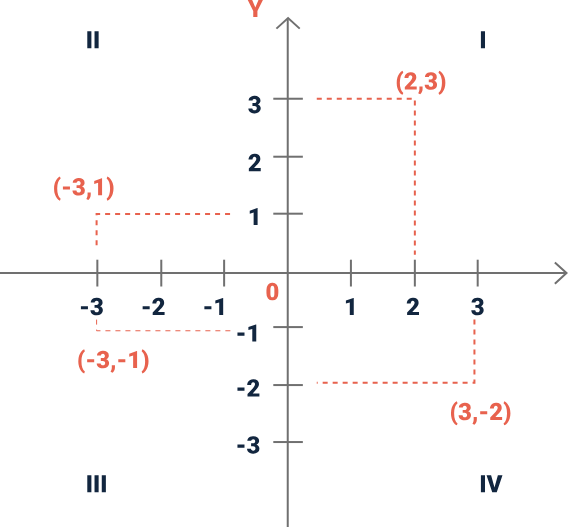 Y
II
I
(2,3)
3
2
(-3,1)
1
0
-3 -2 -1 1 2 3
-1
(-3,-1)
-2
(3,-2)
-3
III
IV